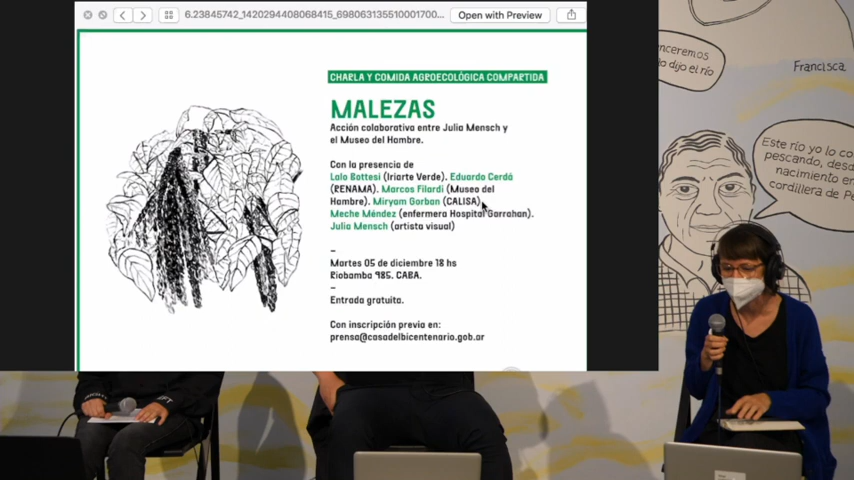 6.23845742_1420294408068415_698063135510001700...
Open with Preview
CHARLA Y COMIDA AGROECOLÓGICA COMPARTIDA
MALEZAS
Acción colaborativa entre Julia Mensch y
el Museo del Hambre.
Con la presencia de
Lalo Bottesi (Iriarte Verde). Eduardo Cerdá
(RENAMA). Marcos Filardi (Museo del
Hambre). Miryam Gorban (CALISA).
Meche Méndez (enfermera Hospital Garrahan).
Julia Mensch (artista visual)
–
Martes 05 de diciembre 18 hs
Riobamba 985. CABA.
–
Entrada gratuita.
Con inscripción previa en:
prensa@casadelbicentenario.gob.ar
nceremos
dijo el río
Francisca
Este río yo lo co
pescando, desd
nacimiento en
cordillera de Pe